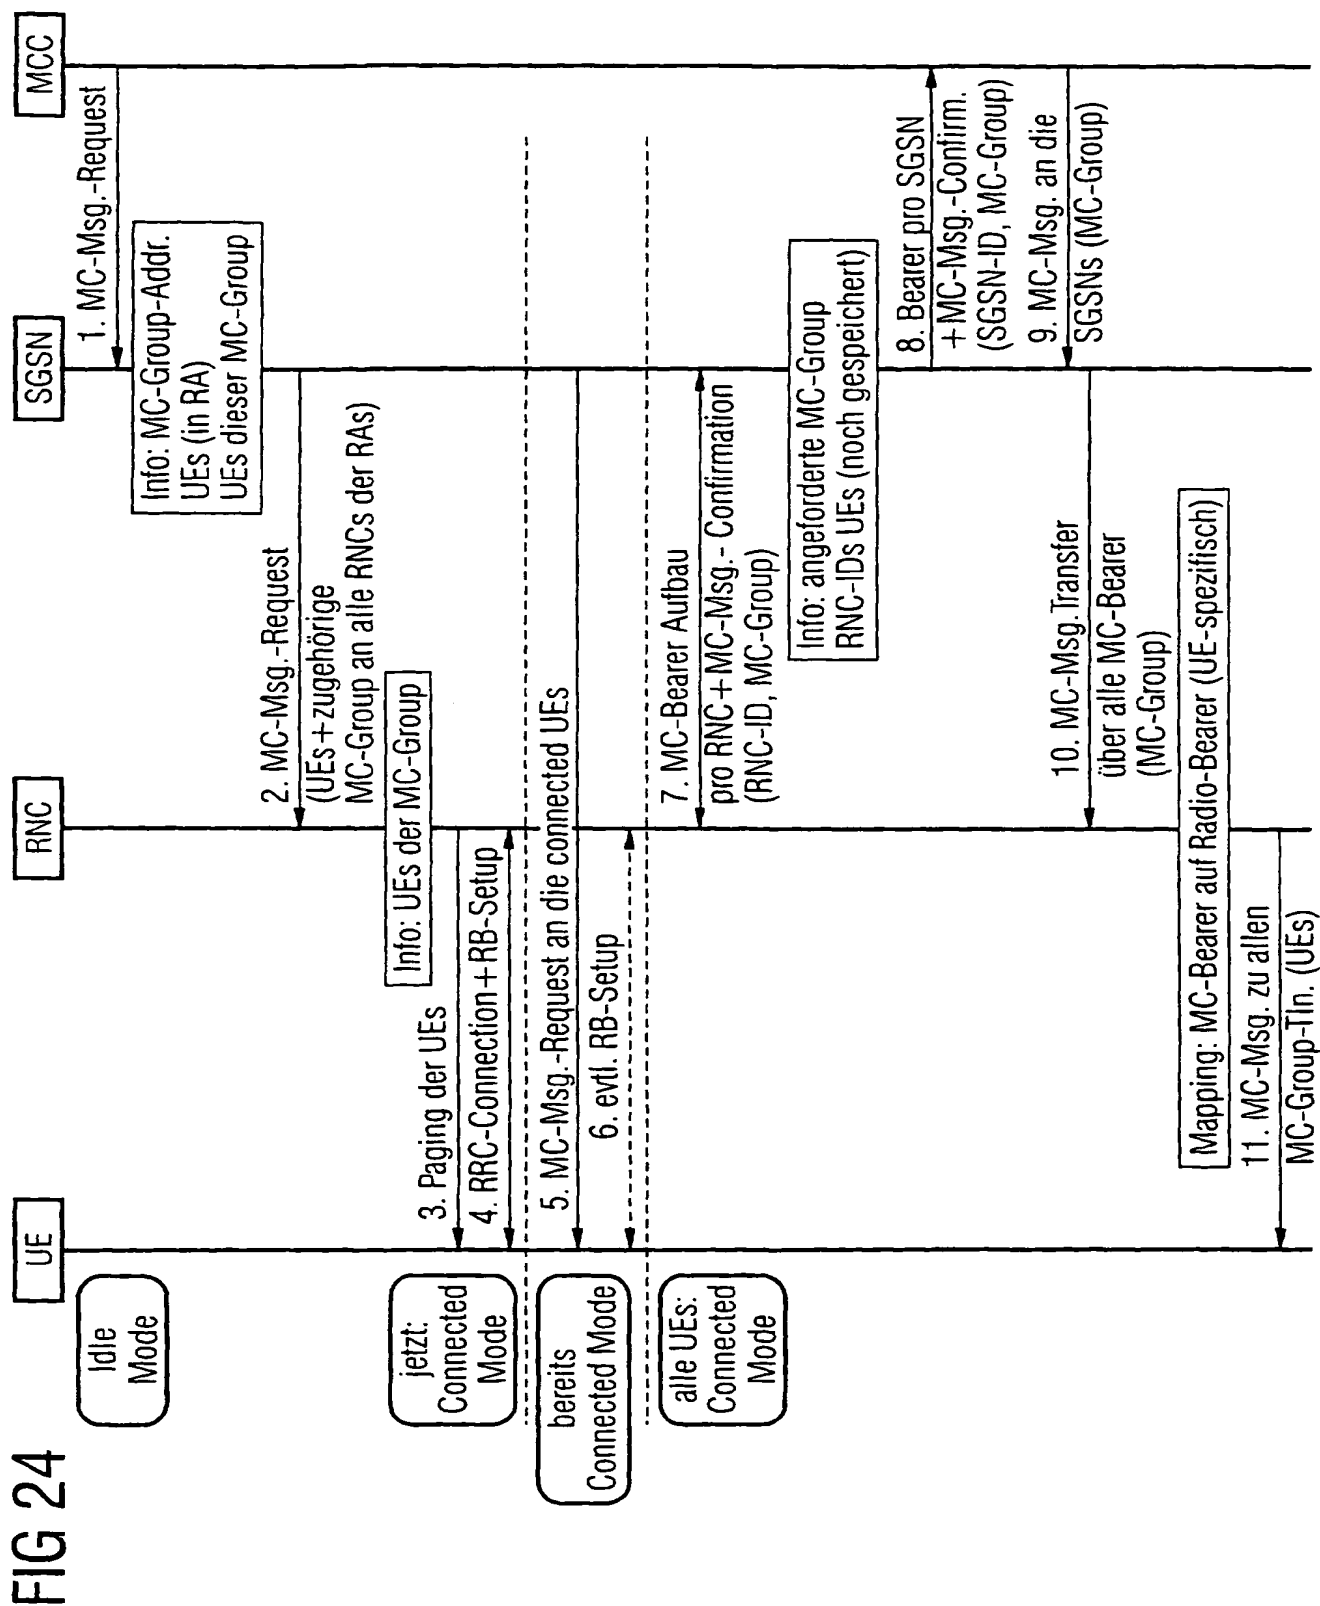 FIG 24
UE
RNC
SGSN
MCC
Idle
Mode
1. MC-Msg.-Request
Info: MC-Group-Addr.
UEs (in RA)
UEs dieser MC-Group
2. MC-Msg.-Request
(UEs+zugehörige
MC-Group an alle RNCs der RAs)
Info: UEs der MC-Group
jetzt:
Connected
Mode
3. Paging der UEs
4. RRC-Connection+RB-Setup
bereits
Connected Mode
5. MC-Msg.-Request an die connected UEs
6. evtl. RB-Setup
alle UEs:
Connected
Mode
7. MC-Bearer Aufbau
pro RNC+MC-Msg.- Confirmation
(RNC-ID, MC-Group)
Info: angeforderte MC-Group
RNC-IDs UEs (noch gespeichert)
8. Bearer pro SGSN
+MC-Msg.-Confirm.
(SGSN-ID, MC-Group)
9. MC-Msg. an die
SGSNs (MC-Group)
10. MC-Msg.Transfer
über alle MC-Bearer
(MC-Group)
Mapping: MC-Bearer auf Radio-Bearer (UE-spezifisch)
11. MC-Msg. zu allen
MC-Group-Tln. (UEs)